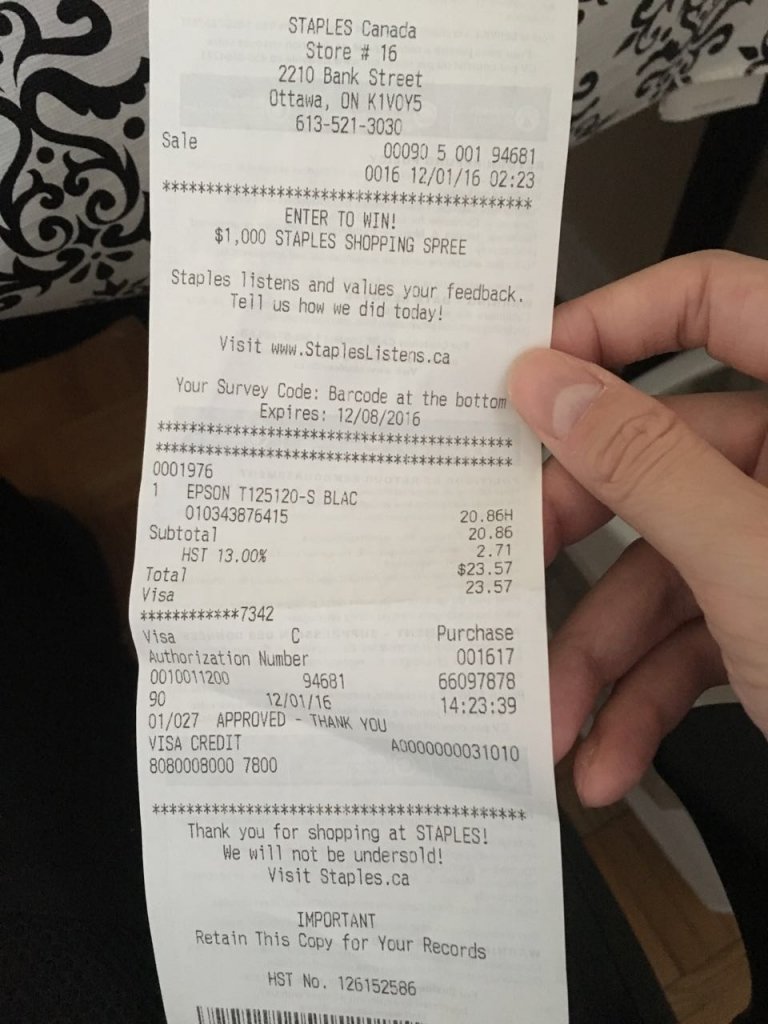 STAPLES Canada
Store # 16
2210 Bank Street
Ottawa, ON K1V0Y5
613-521-3030
Sale 00090 5 001 94681
0016 12/01/16 02:23
******************************************
ENTER TO WIN!
$1,000 STAPLES SHOPPING SPREE
Staples listens and values your feedback.
Tell us how we did today!
Visit www.StaplesListens.ca
Your Survey Code: Barcode at the bottom
Expires: 12/08/2016
******************************************
******************************************
0001976
1 EPSON T125120-S BLAC
010343876415 20.86H
Subtotal 20.86
HST 13.00% 2.71
Total $23.57
Visa 23.57
************7342
Visa C Purchase
Authorization Number 001617
0010011200 94681 66097878
90 12/01/16 14:23:39
01/027 APPROVED - THANK YOU
VISA CREDIT A0000000031010
8080008000 7800
******************************************
Thank you for shopping at STAPLES!
We will not be undersold!
Visit Staples.ca
IMPORTANT
Retain This Copy for Your Records
HST No. 126152586